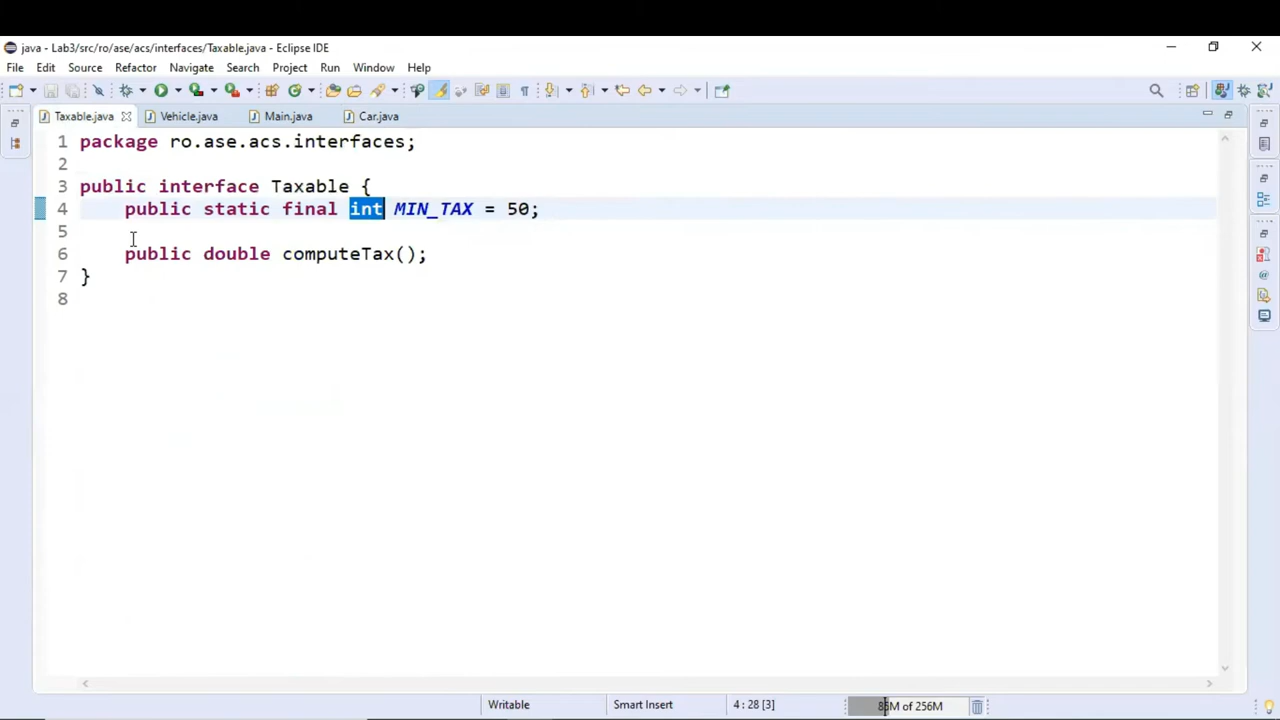 java - Lab3/src/ro/ase/acs/interfaces/Taxable.java - Eclipse IDE
File Edit Source Refactor Navigate Search Project Run Window Help
Taxable.java Vehicle.java Main.java Car.java
1 package ro.ase.acs.interfaces;
2
3 public interface Taxable {
4 public static final int MIN_TAX = 50;
5
6 public double computeTax();
7 }
8
Writable Smart Insert 4 : 28 [3] 85M of 256M